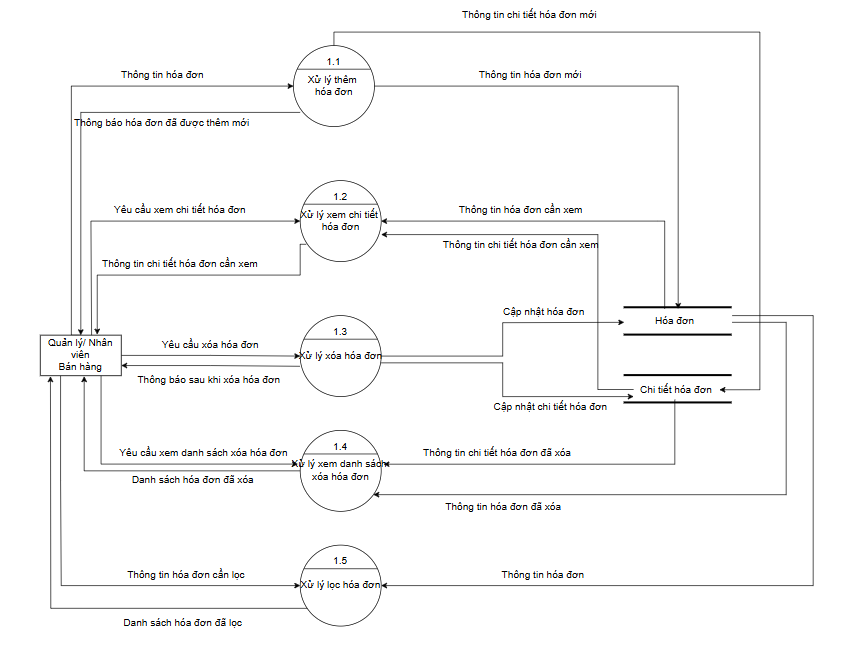 Thông tin chi tiết hóa đơn mới
1.1
Xử lý thêm
hóa đơn
Thông tin hóa đơn
Thông tin hóa đơn mới
Thông báo hóa đơn đã được thêm mới
1.2
Xử lý xem chi tiết
hóa đơn
Yêu cầu xem chi tiết hóa đơn
Thông tin hóa đơn cần xem
Thông tin chi tiết hóa đơn cần xem
Thông tin chi tiết hóa đơn cần xem
Cập nhật hóa đơn
Hóa đơn
1.3
Xử lý xóa hóa đơn
Quản lý/ Nhân
viên
Bán hàng
Yêu cầu xóa hóa đơn
Thông báo sau khi xóa hóa đơn
Chi tiết hóa đơn
Cập nhật chi tiết hóa đơn
1.4
Xử lý xem danh sách
xóa hóa đơn
Yêu cầu xem danh sách xóa hóa đơn
Thông tin chi tiết hóa đơn đã xóa
Danh sách hóa đơn đã xóa
Thông tin hóa đơn đã xóa
1.5
Xử lý lọc hóa đơn
Thông tin hóa đơn cần lọc
Thông tin hóa đơn
Danh sách hóa đơn đã lọc